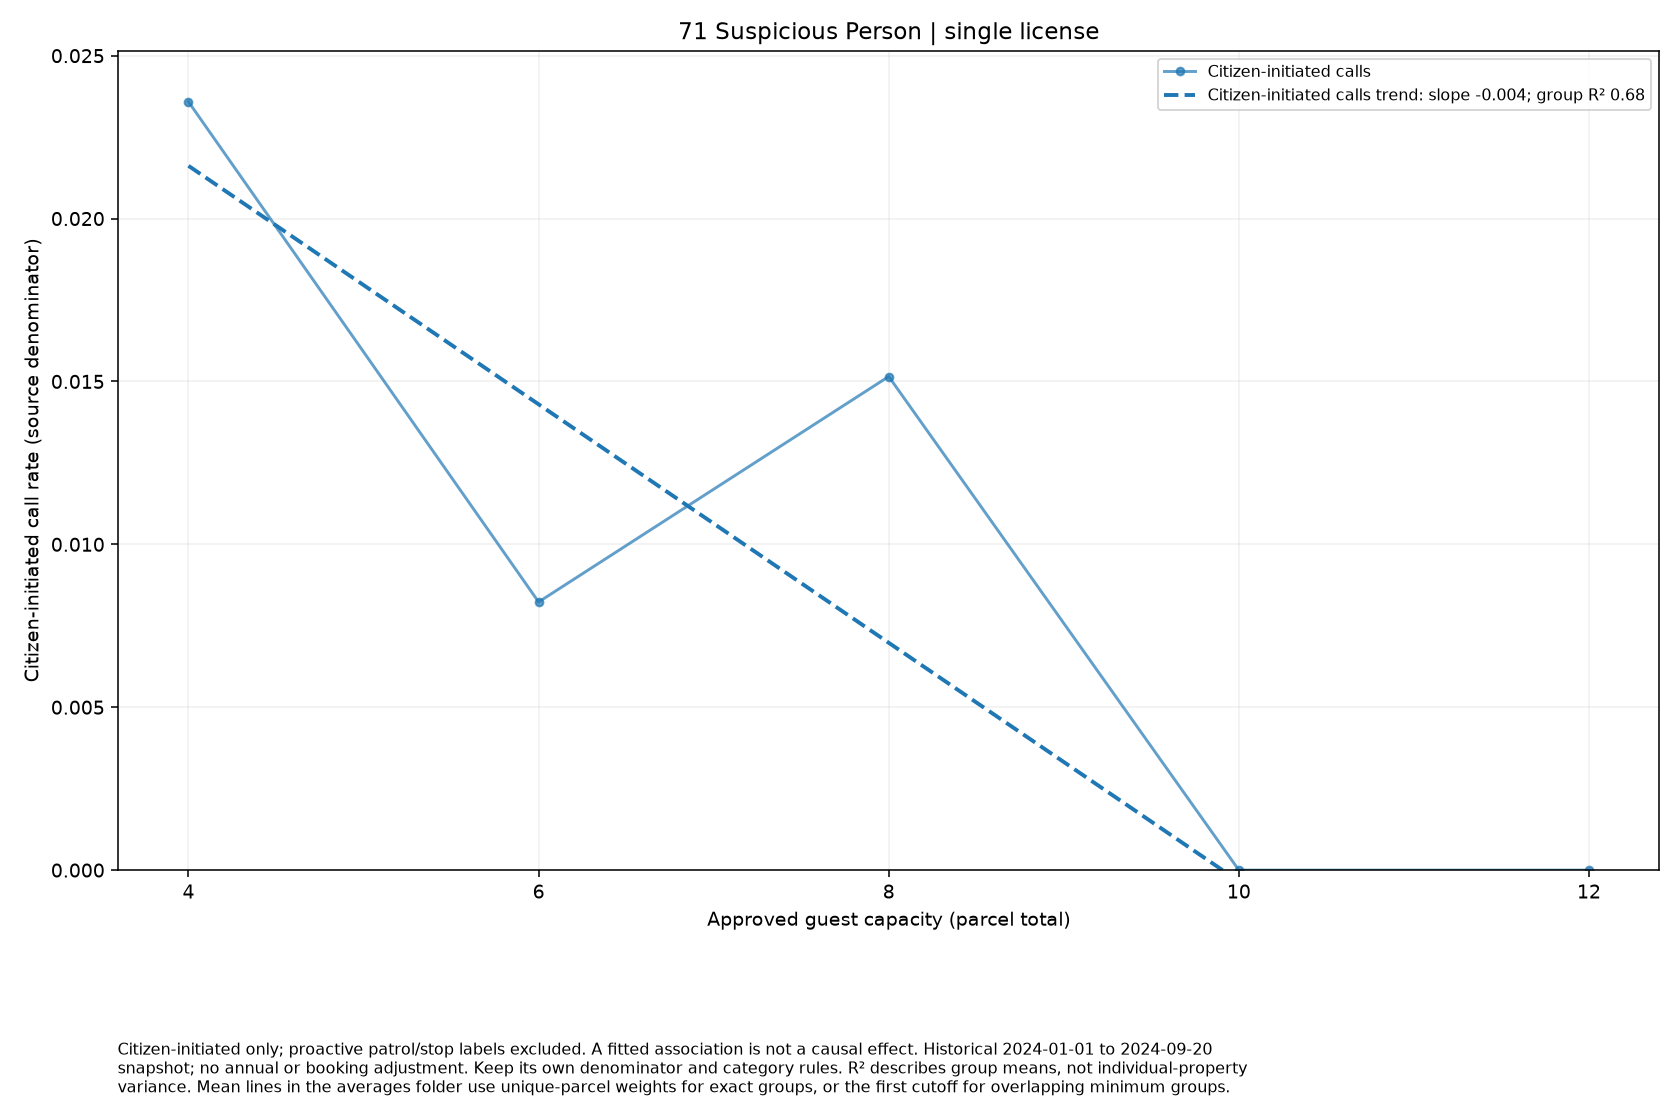 71 Suspicious Person | single license
Citizen-initiated calls
Citizen-initiated calls trend: slope -0.004; group R² 0.68
Citizen-initiated call rate (source denominator)
0.025
0.020
0.015
0.010
0.005
0.000
4 6 8 10 12
Approved guest capacity (parcel total)
Citizen-initiated only; proactive patrol/stop labels excluded. A fitted association is not a causal effect. Historical 2024-01-01 to 2024-09-20
snapshot; no annual or booking adjustment. Keep its own denominator and category rules. R² describes group means, not individual-property
variance. Mean lines in the averages folder use unique-parcel weights for exact groups, or the first cutoff for overlapping minimum groups.